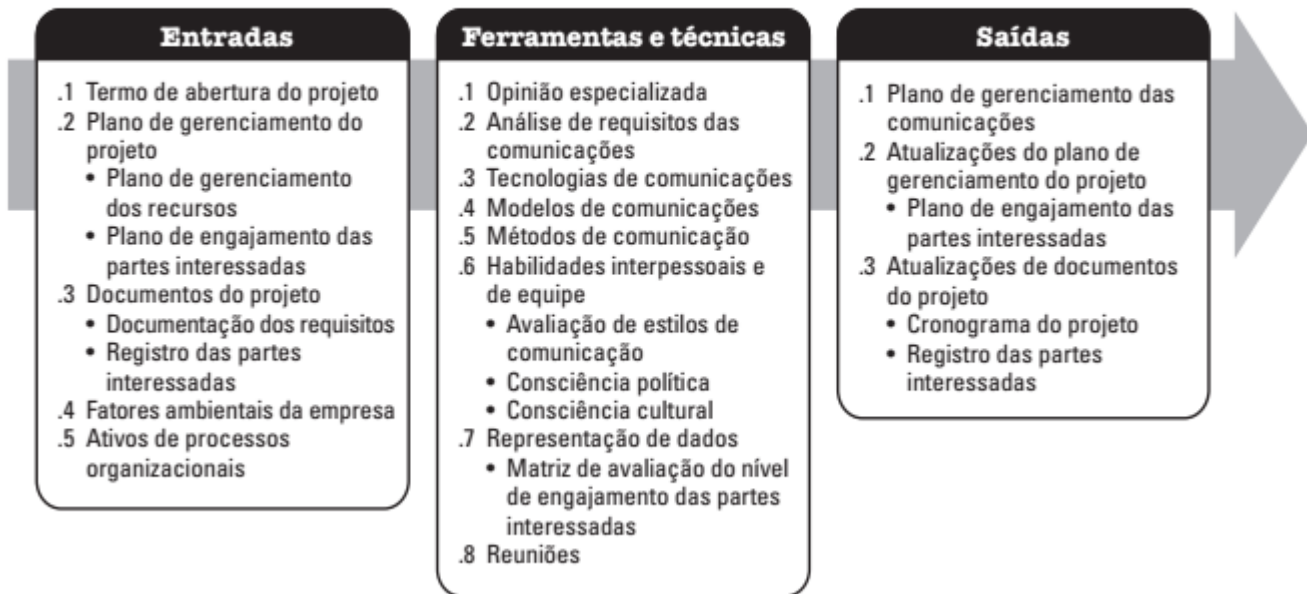 Entradas
.1 Termo de abertura do projeto
.2 Plano de gerenciamento do
projeto
• Plano de gerenciamento
dos recursos
• Plano de engajamento das
partes interessadas
.3 Documentos do projeto
• Documentação dos requisitos
• Registro das partes
interessadas
.4 Fatores ambientais da empresa
.5 Ativos de processos
organizacionais
Ferramentas e técnicas
.1 Opinião especializada
.2 Análise de requisitos das
comunicações
.3 Tecnologias de comunicações
.4 Modelos de comunicações
.5 Métodos de comunicação
.6 Habilidades interpessoais e
de equipe
• Avaliação de estilos de
comunicação
• Consciência política
• Consciência cultural
.7 Representação de dados
• Matriz de avaliação do nível
de engajamento das partes
interessadas
.8 Reuniões
Saídas
.1 Plano de gerenciamento das
comunicações
.2 Atualizações do plano de
gerenciamento do projeto
• Plano de engajamento das
partes interessadas
.3 Atualizações de documentos
do projeto
• Cronograma do projeto
• Registro das partes
interessadas